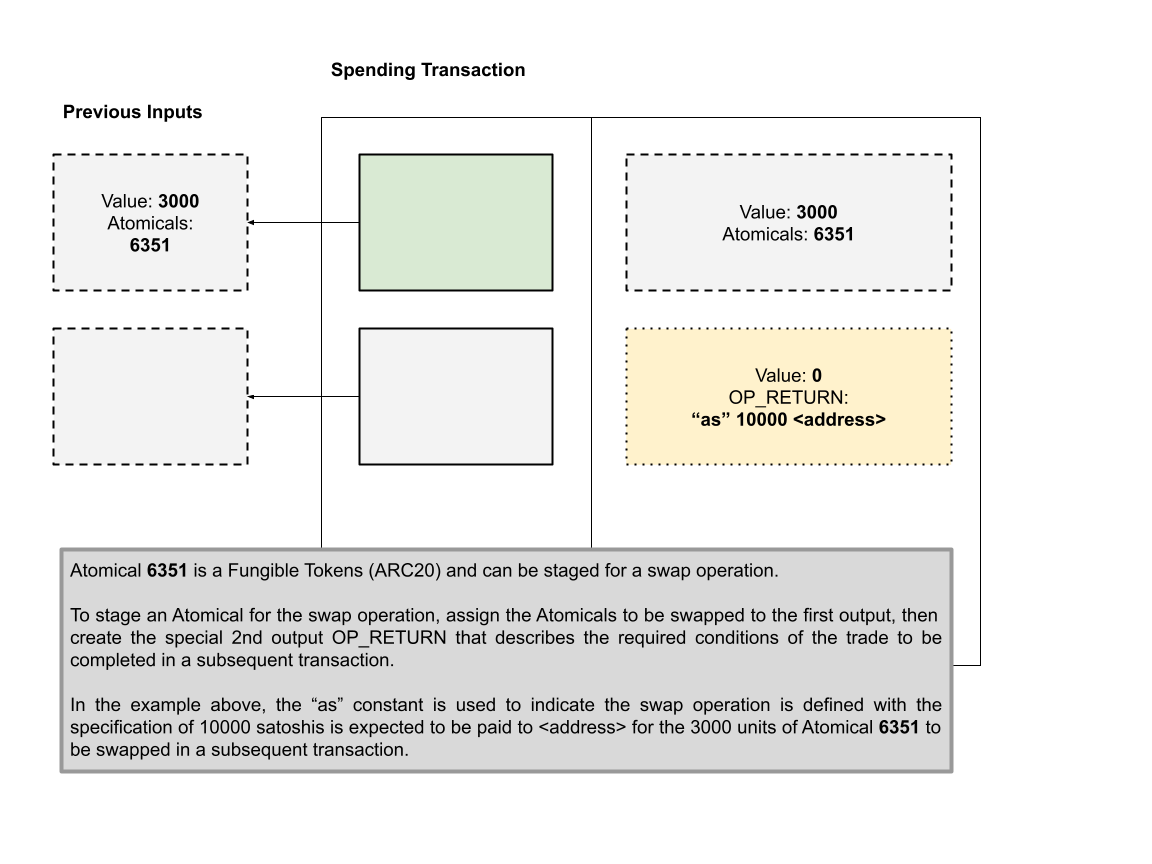 Spending Transaction
Previous Inputs
Value: 3000
Atomicals:
6351
Value: 3000
Atomicals: 6351
Value: 0
OP_RETURN:
“as” 10000 <address>
Atomical 6351 is a Fungible Tokens (ARC20) and can be staged for a swap operation.
To stage an Atomical for the swap operation, assign the Atomicals to be swapped to the first output, then
create the special 2nd output OP_RETURN that describes the required conditions of the trade to be
completed in a subsequent transaction.
In the example above, the “as” constant is used to indicate the swap operation is defined with the
specification of 10000 satoshis is expected to be paid to <address> for the 3000 units of Atomical 6351 to
be swapped in a subsequent transaction.